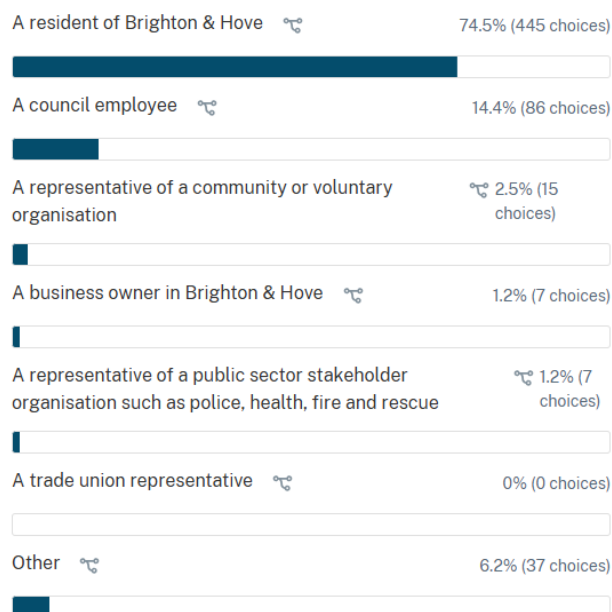 A resident of Brighton & Hove 74.5% (445 choices)
A council employee 14.4% (86 choices)
A representative of a community or voluntary 2.5% (15
organisation choices)
A business owner in Brighton & Hove 1.2% (7 choices)
A representative of a public sector stakeholder 1.2% (7
organisation such as police, health, fire and rescue choices)
A trade union representative 0% (0 choices)
Other 6.2% (37 choices)